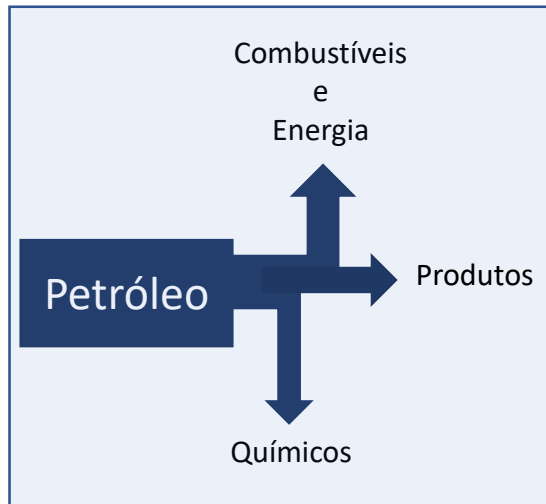 Combustíveis
e
Energia
Petróleo
Produtos
Químicos